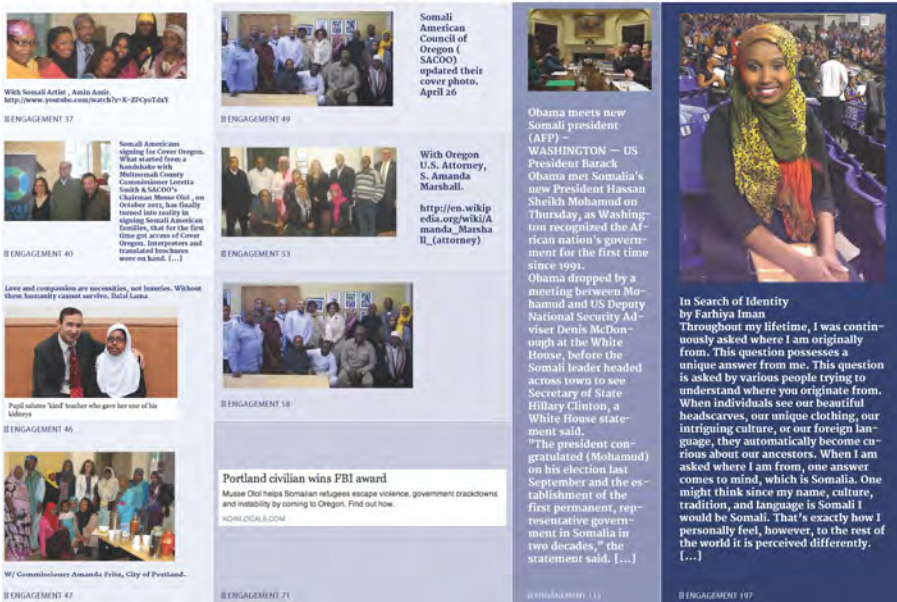 With Somali Artist , Amin Amir.
ENGAGEMENT 37
Somali Americans
signing for Cover Oregon.
What started from a
handshake with
Multnomah County
Commissioner Loretta
Smith & SACOO's
Chairman Musse Olol , on
October 2013, has finally
turned into reality in
signing Somali American
families, that for the first
time got access of Cover
Oregon. Interpreters and
translated brochures
were on hand. [...]
ENGAGEMENT 40
Love and compassion are necessities, not luxuries. Without
them humanity cannot survive. Dalai Lama
Pupil salutes 'kind' teacher who gave her one of his
kidneys
ENGAGEMENT 46
W/ Commissioner Amanda Frits, City of Portland.
ENGAGEMENT 47
Somali
American
Council of
Oregon (
SACOO)
updated their
cover photo.
April 26
ENGAGEMENT 49
With Oregon
U.S. Attorney,
S. Amanda
Marshall.
http://en.wikip
edia.org/wiki/A
manda_Marsha
ll_(attorney)
ENGAGEMENT 53
ENGAGEMENT 58
Portland civilian wins FBI award
Musse Olol helps Somalian refugees escape violence, government crackdowns
and instability by coming to Oregon. Find out how.
KOINLOCAL6.COM
ENGAGEMENT 71
Obama meets new
Somali president
(AFP) –
WASHINGTON — US
President Barack
Obama met Somalia's
new President Hassan
Sheikh Mohamud on
Thursday, as Washing-
ton recognized the Af-
rican nation's govern-
ment for the first time
since 1991.
Obama dropped by a
meeting between Mo-
hamud and US Deputy
National Security Ad-
viser Denis McDon-
ough at the White
House, before the
Somali leader headed
across town to see
Secretary of State
Hillary Clinton, a
White House state-
ment said.
"The president con-
gratulated (Mohamud)
on his election last
September and the es-
tablishment of the
first permanent, rep-
resentative govern-
ment in Somalia in
two decades," the
statement said. [...]
ENGAGEMENT
In Search of Identity
by Farhiya Iman
Throughout my lifetime, I was contin-
uously asked where I am originally
from. This question possesses a
unique answer from me. This question
is asked by various people trying to
understand where you originate from.
When individuals see our beautiful
headscarves, our unique clothing, our
intriguing culture, or our foreign lan-
guage, they automatically become cu-
rious about our ancestors. When I am
asked where I am from, one answer
comes to mind, which is Somalia. One
might think since my name, culture,
tradition, and language is Somali I
would be Somali. That's exactly how I
personally feel, however, to the rest of
the world it is perceived differently.
[...]
ENGAGEMENT 197